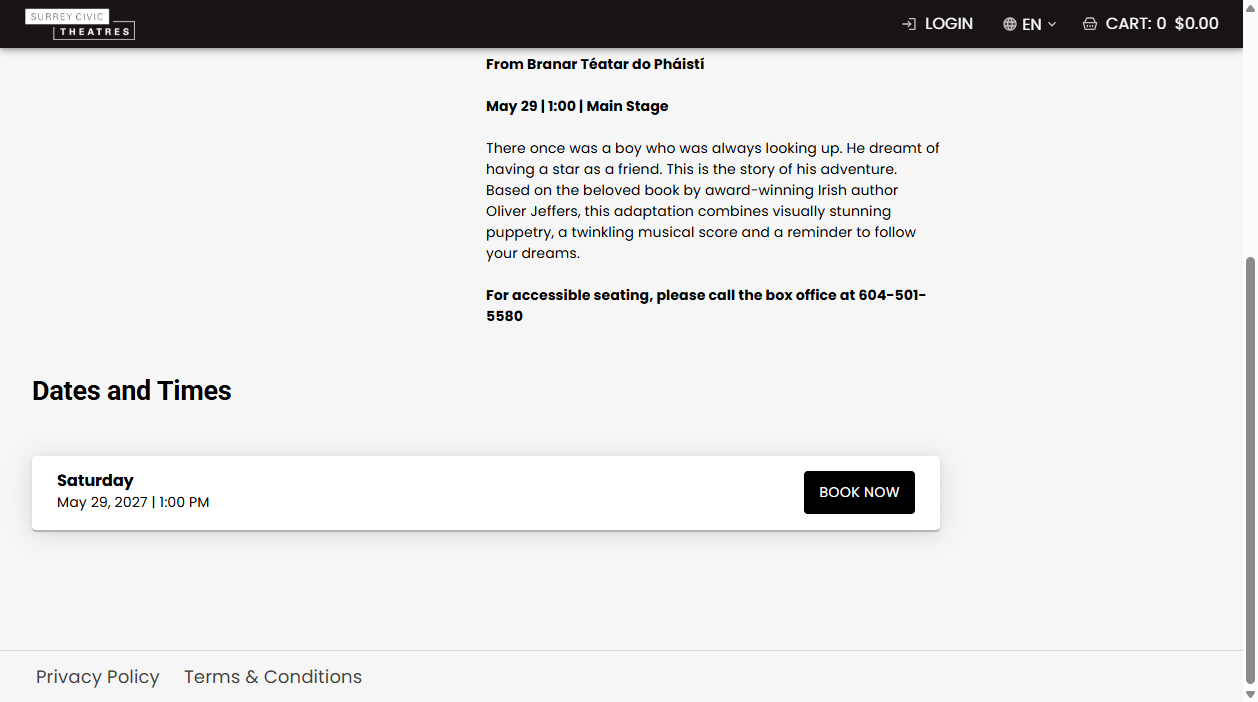 SURREY CIVIC
THEATRES
LOGIN
EN
CART: 0 $0.00
From Branar Téatar do Pháistí
May 29 | 1:00 | Main Stage
There once was a boy who was always looking up. He dreamt of
having a star as a friend. This is the story of his adventure.
Based on the beloved book by award-winning Irish author
Oliver Jeffers, this adaptation combines visually stunning
puppetry, a twinkling musical score and a reminder to follow
your dreams.
For accessible seating, please call the box office at 604-501-
5580
Dates and Times
Saturday
May 29, 2027 | 1:00 PM
BOOK NOW
Privacy Policy
Terms & Conditions